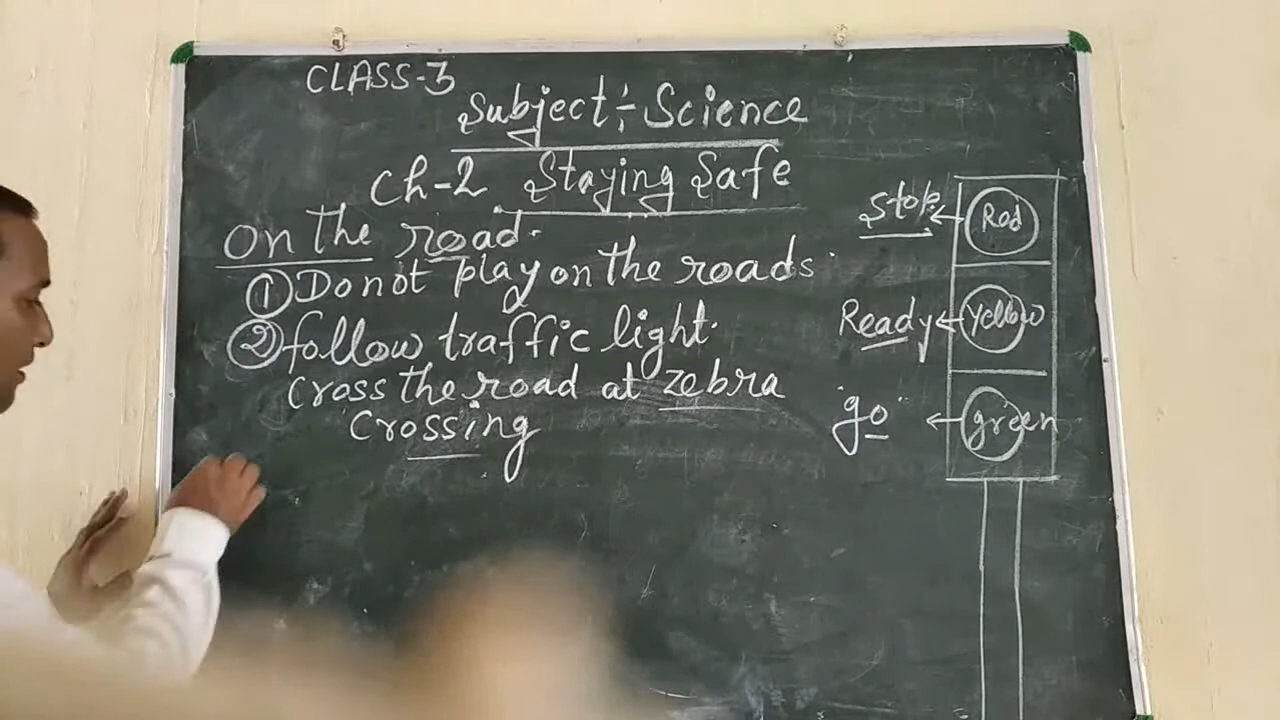 CLASS-3
Subject:- Science
Ch-2 Staying Safe
On the road.
① Do not play on the roads.
② follow traffic light.
Cross the road at zebra
Crossing
Stop ← Red
Ready ← Yellow
go ← green